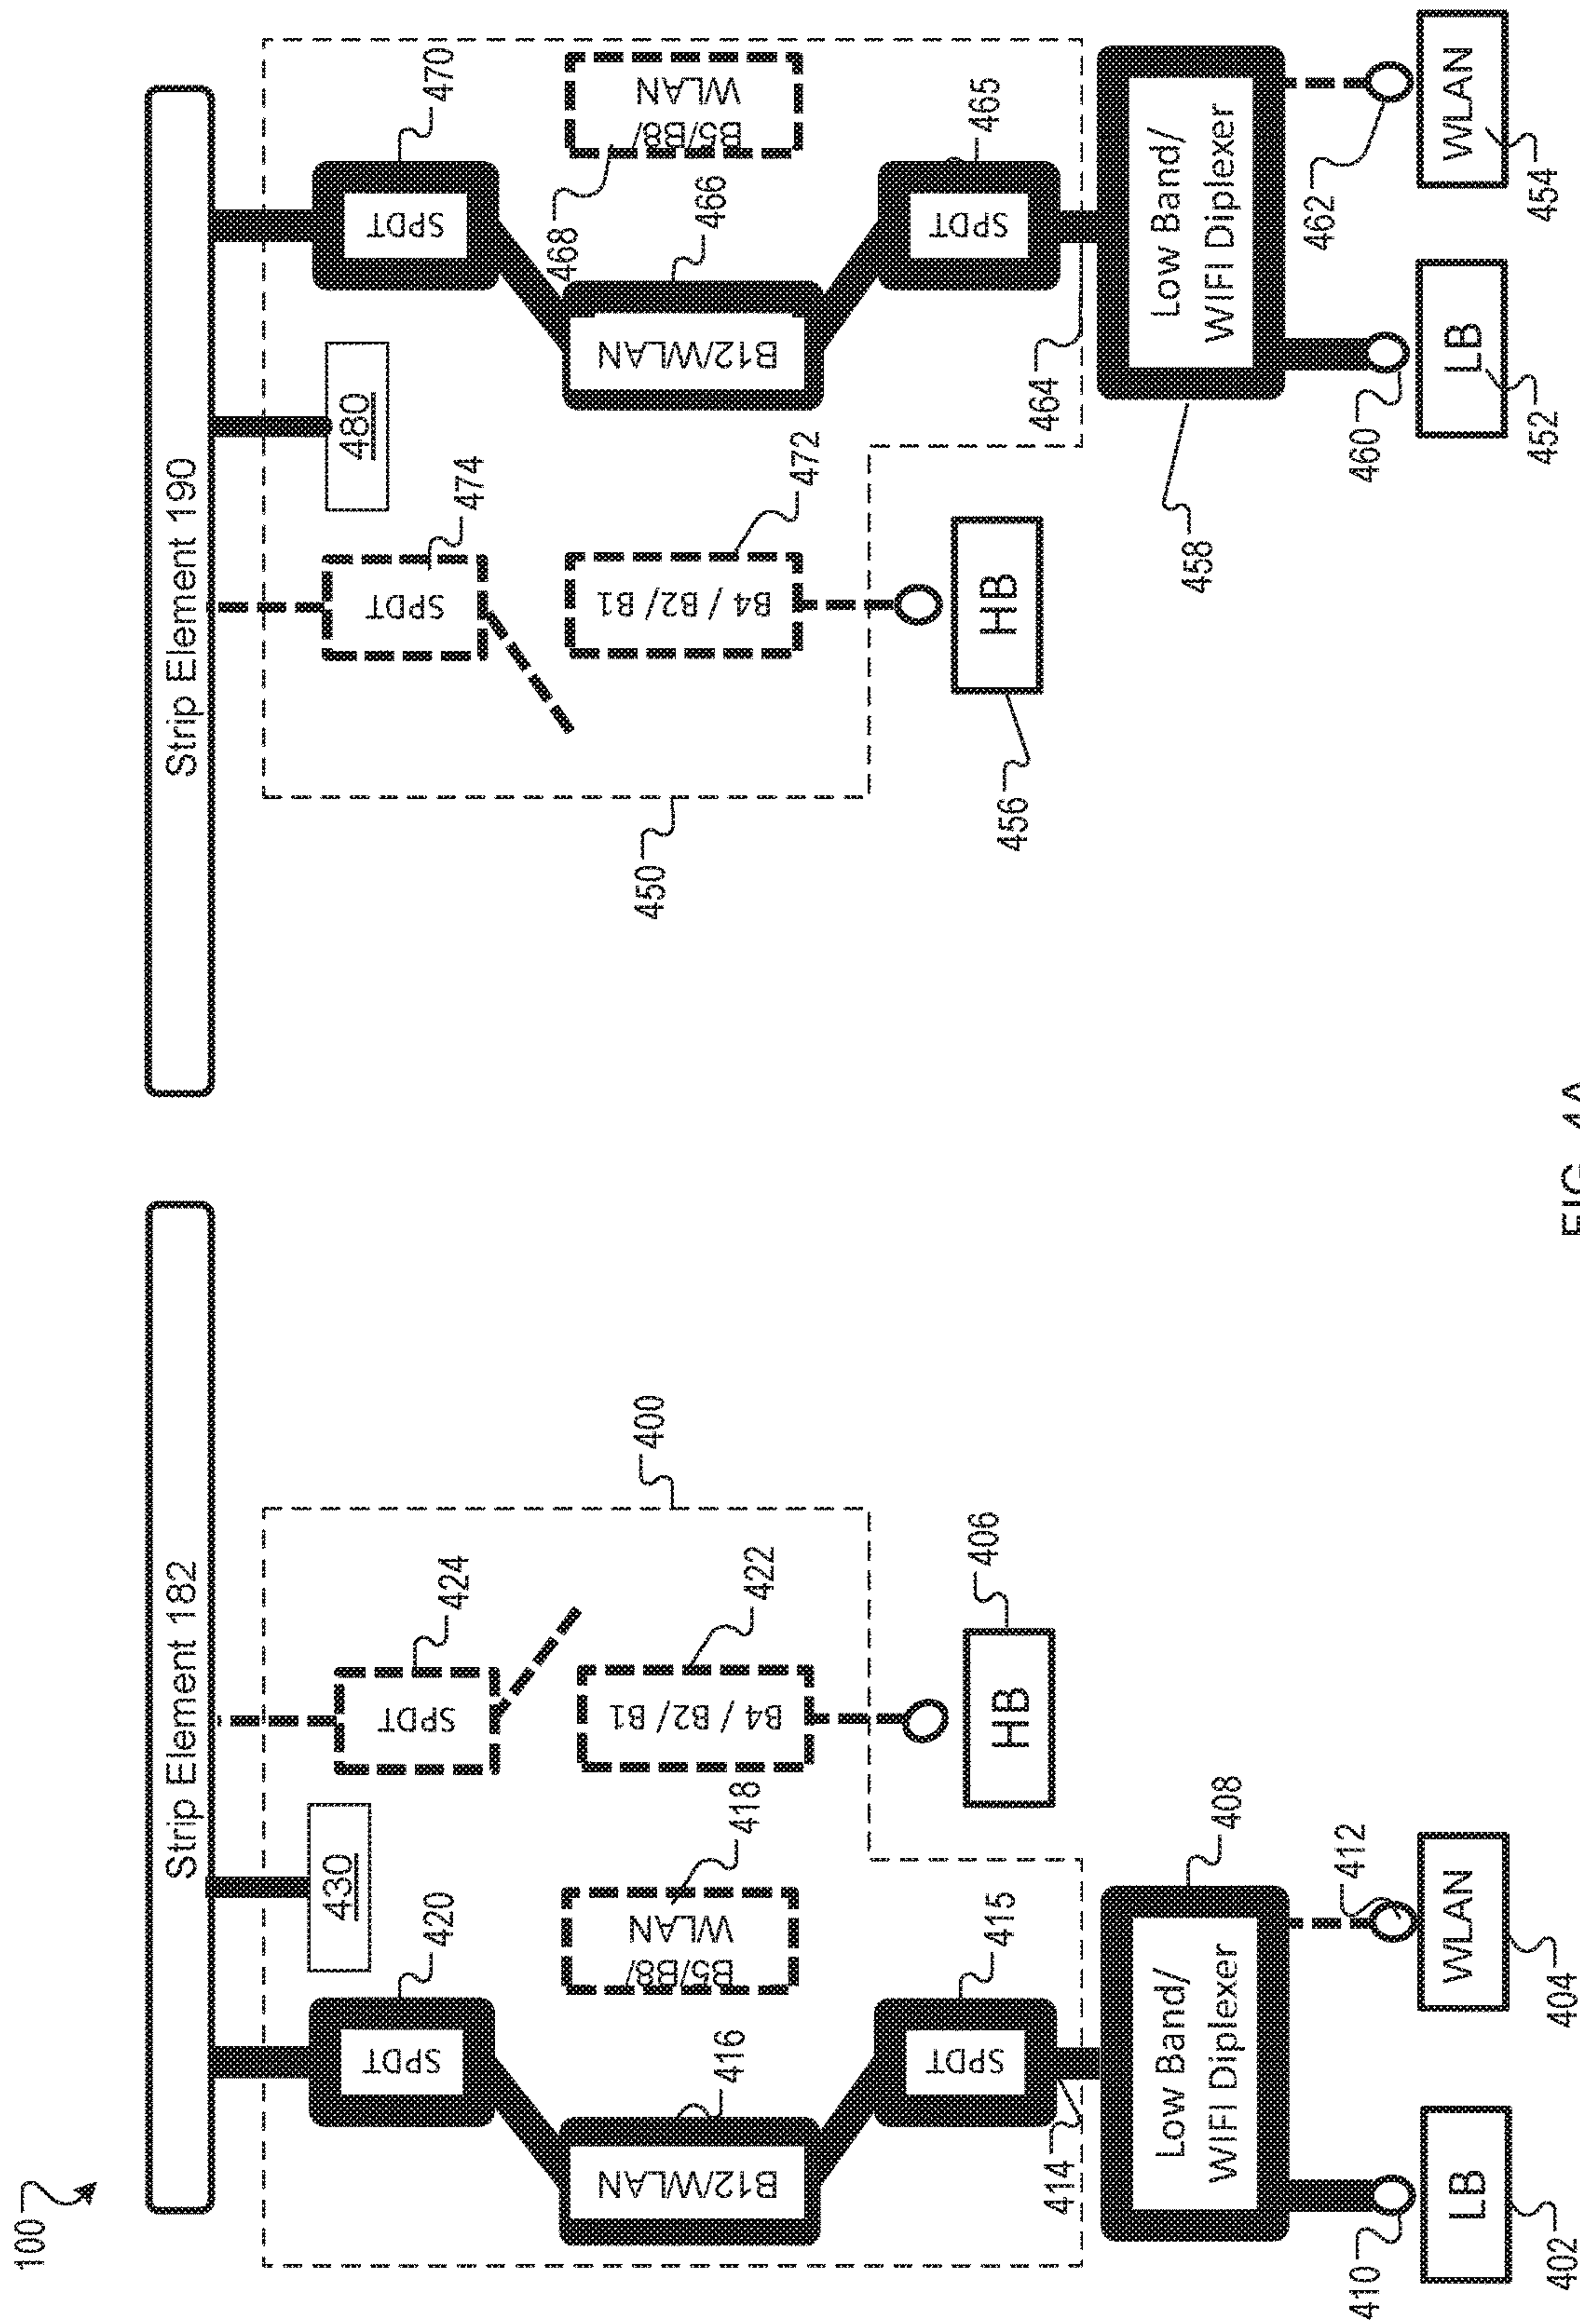 100
Strip Element 182
Strip Element 190
430
480
SPDT
420
SPDT
424
SPDT
474
SPDT
470
400
450
B12/WLAN
416
B5/B8/
WLAN
418
B4 / B2/ B1
422
B4 / B2/ B1
472
B12/WLAN
466
468
B5/B8/
WLAN
SPDT
415
414
HB
406
HB
456
SPDT
465
464
Low Band/
WIFI Diplexer
408
Low Band/
WIFI Diplexer
458
410
412
460
462
LB
402
WLAN
404
LB
452
WLAN
454